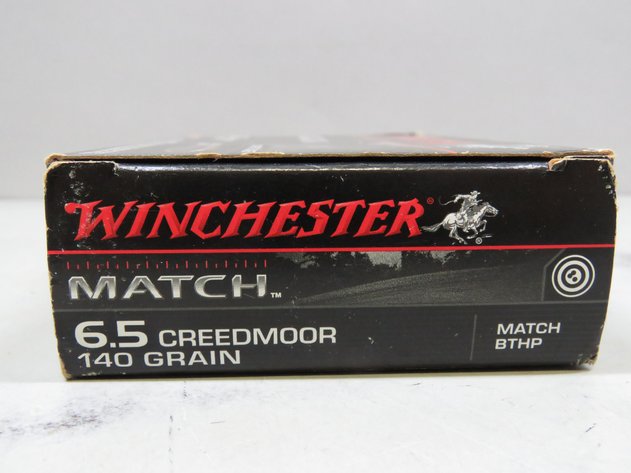 WINCHESTER®
MATCH™
6.5 CREEDMOOR
140 GRAIN
MATCH
BTHP